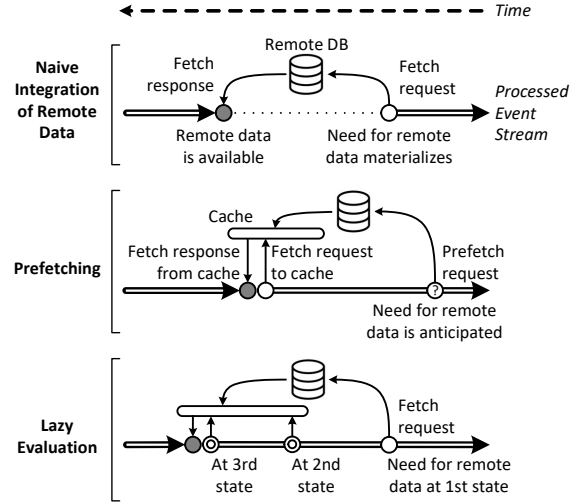 Time
Naive
Integration
of Remote
Data
Remote DB
Fetch
response
Fetch
request
Processed
Event
Stream
Remote data
is available
Need for remote
data materializes
Prefetching
Cache
Fetch response
from cache
Fetch request
to cache
Prefetch
request
?
Need for remote
data is anticipated
Lazy
Evaluation
Fetch
request
At 3rd
state
At 2nd
state
Need for remote
data at 1st state